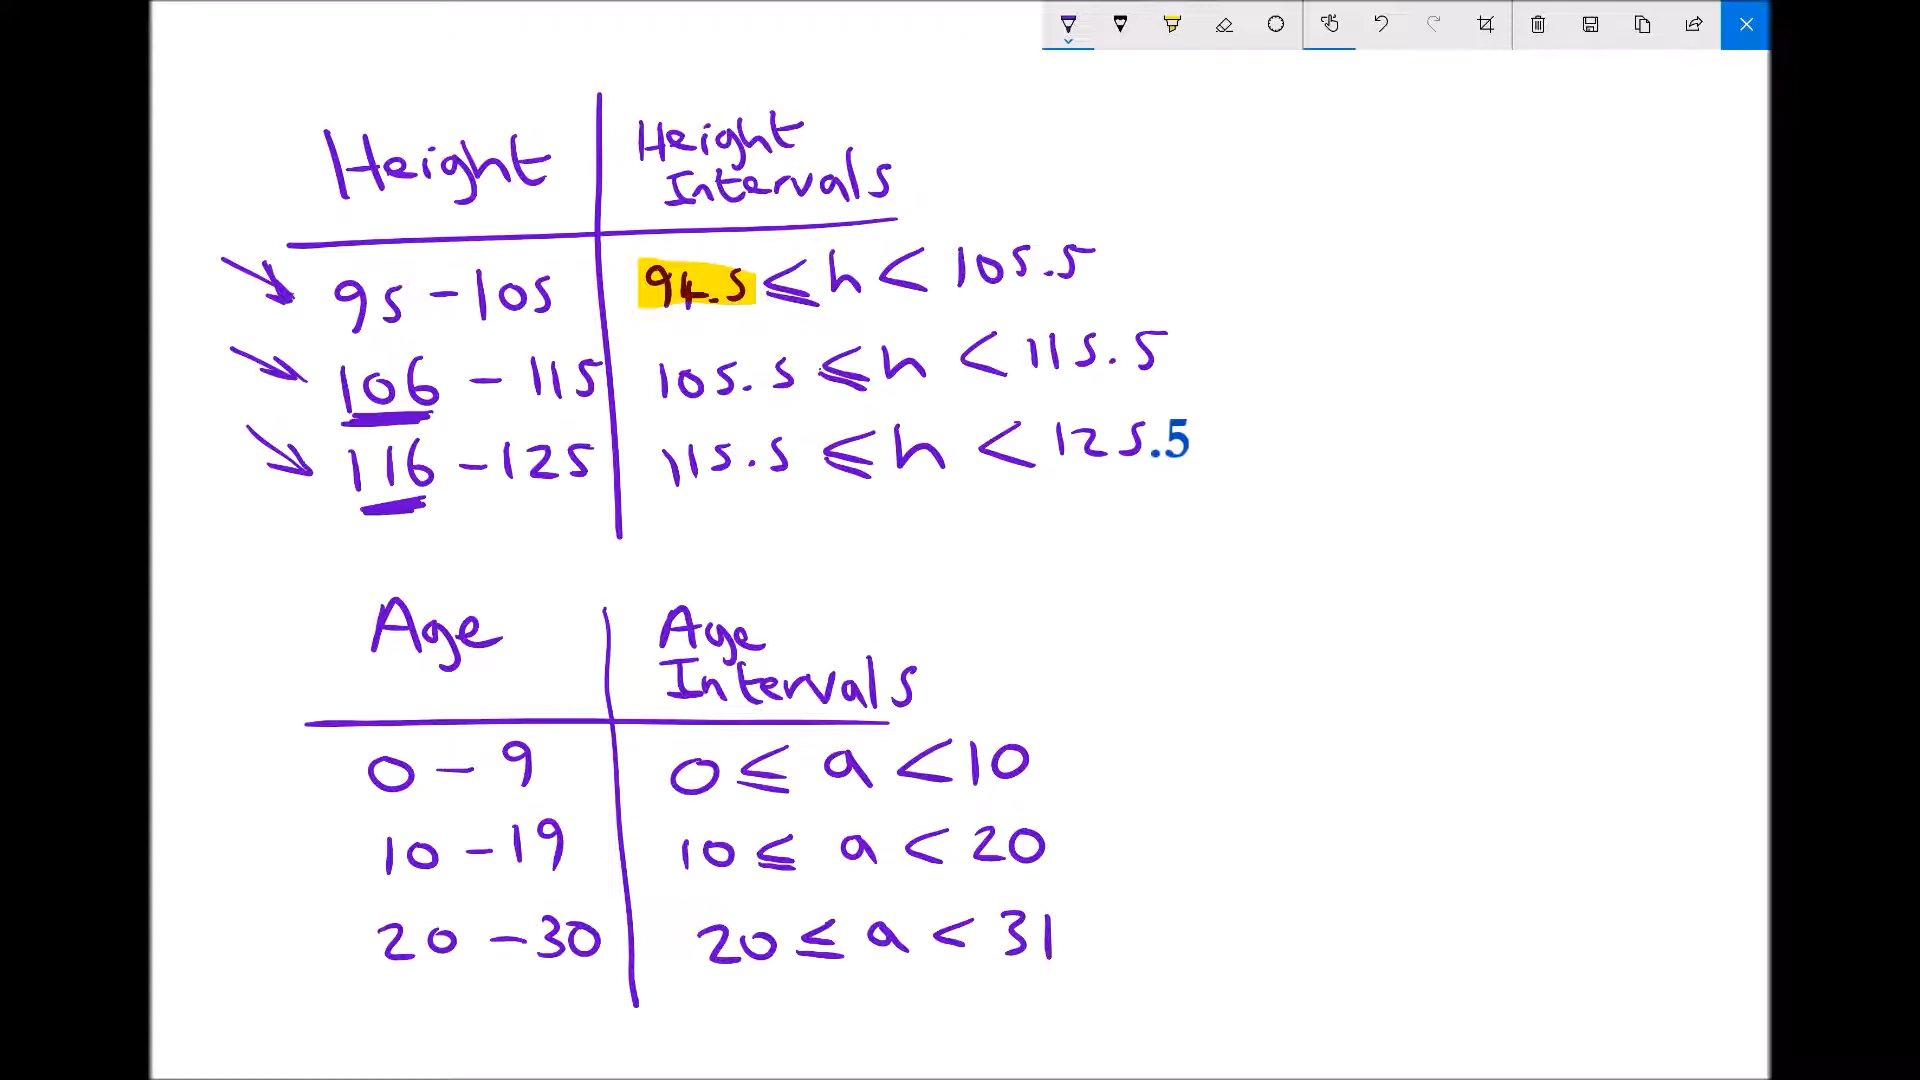 Height
Height
Intervals
95 - 105
94.5 ≤ h < 105.5
106 - 115
105.5 ≤ h < 115.5
116 - 125
115.5 ≤ h < 125.5
Age
Age
Intervals
0 - 9
0 ≤ a < 10
10 - 19
10 ≤ a < 20
20 - 30
20 ≤ a < 31